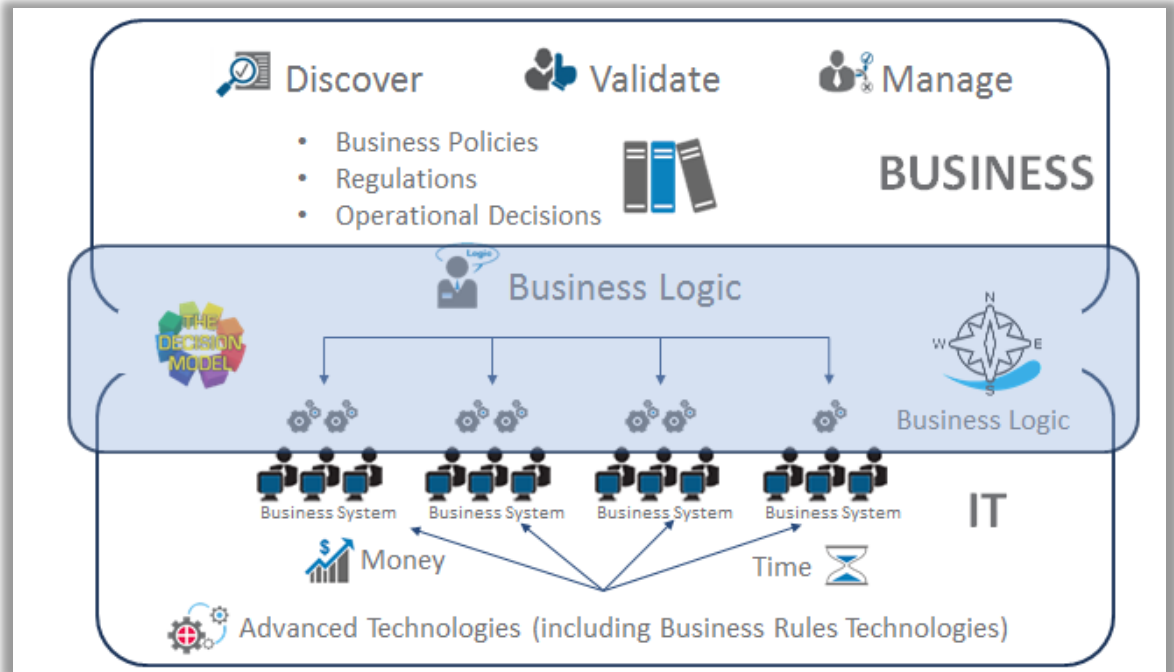 Discover
Validate
Manage
• Business Policies
• Regulations
• Operational Decisions
BUSINESS
Logic
Business Logic
THE
DECISION
MODEL
N
W
E
S
Business Logic
Business System
Business System
Business System
Business System
IT
$
Money
Time
Advanced Technologies (including Business Rules Technologies)